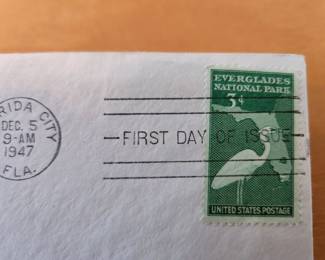 RIDA CITY
DEC. 5
9-AM
1947
FLA.
FIRST DAY OF ISSUE
EVERGLADES
NATIONAL PARK
3¢
UNITED STATES POSTAGE